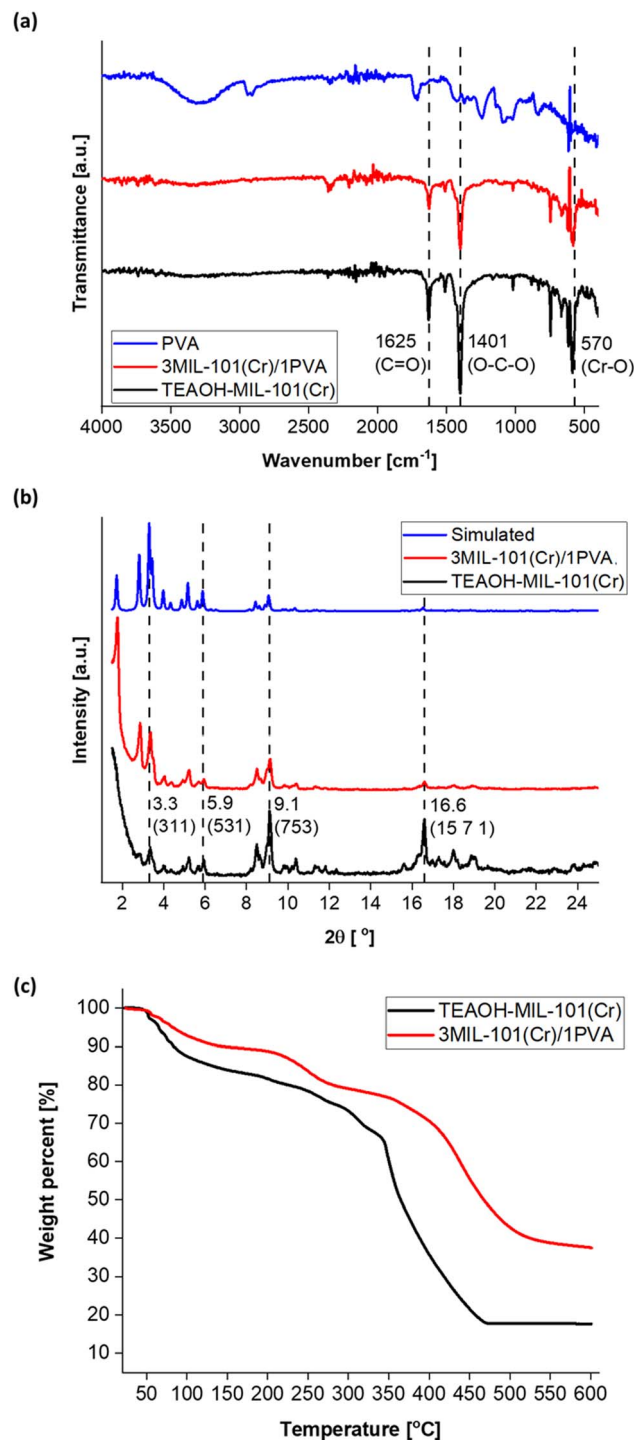 (a)
Transmittance [a.u.]
PVA
3MIL-101(Cr)/1PVA
TEAOH-MIL-101(Cr)
1625
(C=O)
1401
(O-C-O)
570
(Cr-O)
4000 3500 3000 2500 2000 1500 1000 500
Wavenumber [cm⁻¹]
(b)
Intensity [a.u.]
Simulated
3MIL-101(Cr)/1PVA.
TEAOH-MIL-101(Cr)
3.3
(311)
5.9
(531)
9.1
(753)
16.6
(15 7 1)
2 4 6 8 10 12 14 16 18 20 22 24
2θ [ °]
(c)
Weight percent [%]
TEAOH-MIL-101(Cr)
3MIL-101(Cr)/1PVA
100
90
80
70
60
50
40
30
20
10
50 100 150 200 250 300 350 400 450 500 550 600
Temperature [°C]